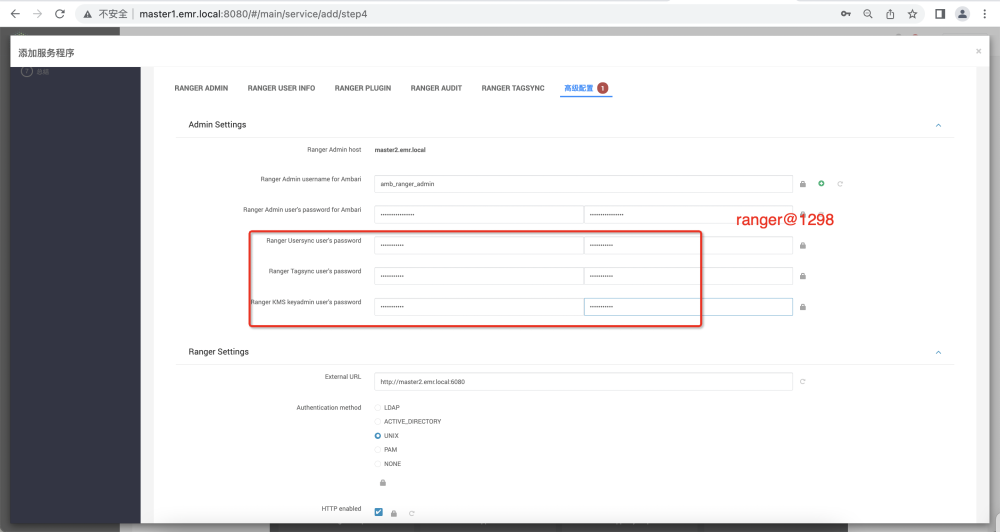 不安全 master1.emr.local:8080/#/main/service/add/step4
添加服务程序 ×
? 总结
RANGER ADMIN RANGER USER INFO RANGER PLUGIN RANGER AUDIT RANGER TAGSYNC 高级配置 1
Admin Settings
Ranger Admin host master2.emr.local
Ranger Admin username for Ambari amb_ranger_admin
Ranger Admin user's password for Ambari •••••••••••••••• ••••••••••••••••
ranger@1298
Ranger Usersync user's password ••••••••••• •••••••••••
Ranger Tagsync user's password ••••••••••• •••••••••••
Ranger KMS keyadmin user's password ••••••••••• •••••••••••
Ranger Settings
External URL http://master2.emr.local:6080
Authentication method LDAP
ACTIVE_DIRECTORY
UNIX
PAM
NONE
HTTP enabled